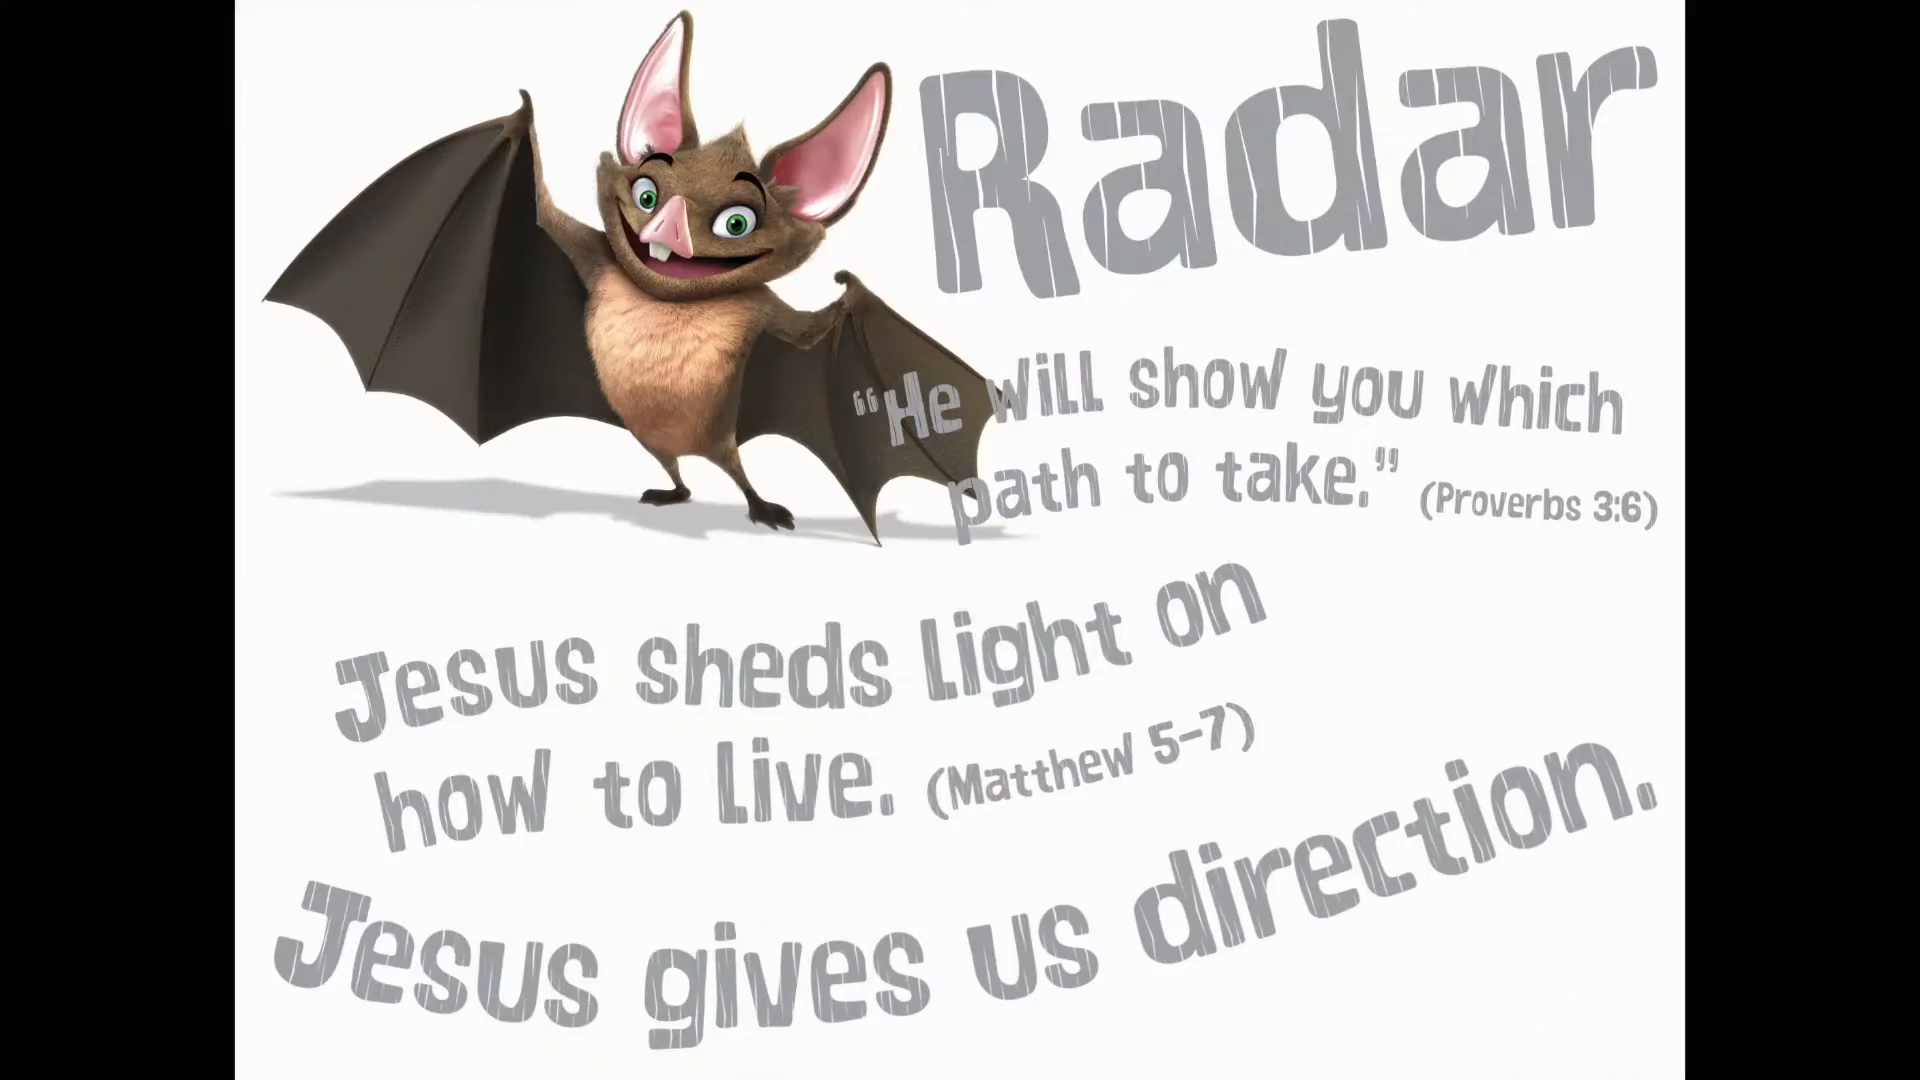 Radar
“He will show you which
path to take.” (Proverbs 3:6)
Jesus sheds light on
how to live. (Matthew 5-7)
Jesus gives us direction.